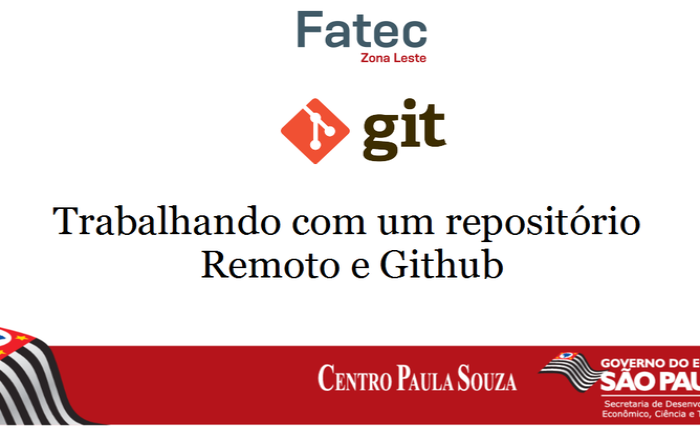 Fatec
Zona Leste
git
Trabalhando com um repositório
Remoto e Github
CENTRO PAULA SOUZA
GOVERNO DO E
SÃO PAU
Secretaria de Desenvol
Econômico, Ciência e T